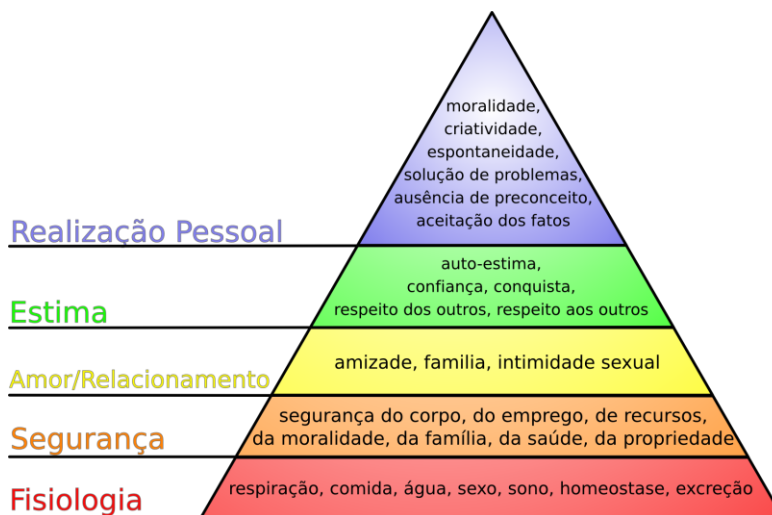 moralidade,
criatividade,
espontaneidade,
solução de problemas,
ausência de preconceito,
aceitação dos fatos
Realização Pessoal
auto-estima,
confiança, conquista,
respeito dos outros, respeito aos outros
Estima
amizade, familia, intimidade sexual
Amor/Relacionamento
segurança do corpo, do emprego, de recursos,
da moralidade, da família, da saúde, da propriedade
Segurança
respiração, comida, água, sexo, sono, homeostase, excreção
Fisiologia